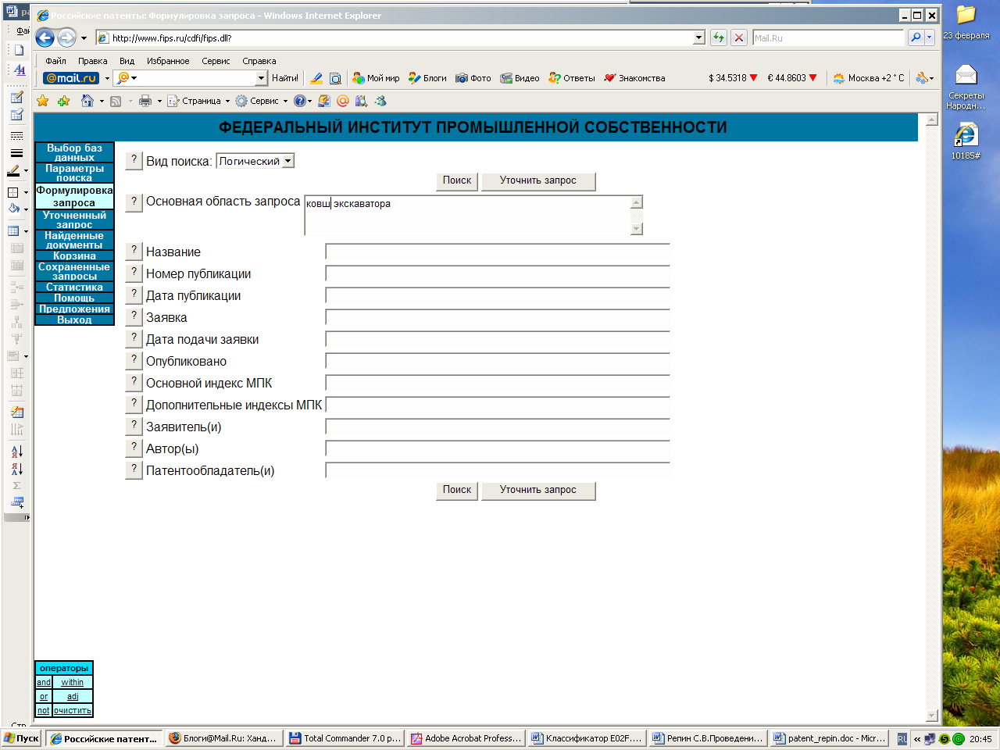 Российские патенты: Формулировка запроса - Windows Internet Explorer
http://www.fips.ru/cdfi/fips.dll?
Mail.Ru
Файл Правка Вид Избранное Сервис Справка
@mail.ru Найти! Мой мир Блоги Фото Видео Ответы Знакомства $ 34.5318 € 44.8603 Москва +2 °C
Страница Сервис
ФЕДЕРАЛЬНЫЙ ИНСТИТУТ ПРОМЫШЛЕННОЙ СОБСТВЕННОСТИ
Выбор баз
данных
Параметры
поиска
Формулировка
запроса
Уточненный
запрос
Найденные
документы
Корзина
Сохраненные
запросы
Статистика
Помощь
Предложения
Выход
? Вид поиска: Логический
Поиск Уточнить запрос
? Основная область запроса ковш экскаватора
? Название
? Номер публикации
? Дата публикации
? Заявка
? Дата подачи заявки
? Опубликовано
? Основной индекс МПК
? Дополнительные индексы МПК
? Заявитель(и)
? Автор(ы)
? Патентообладатель(и)
Поиск Уточнить запрос
операторы
and within
or adj
not очистить
23 февраля
Секреты
Народн...
10185#
Стр
Пуск Российские патент... Блоги@Mail.Ru: Ханд... Total Commander 7.0 p... Adobe Acrobat Profess... Классификатор E02F.... Репин С.В.Проведени... patent_repin.doc - Micr... RL « 20:45